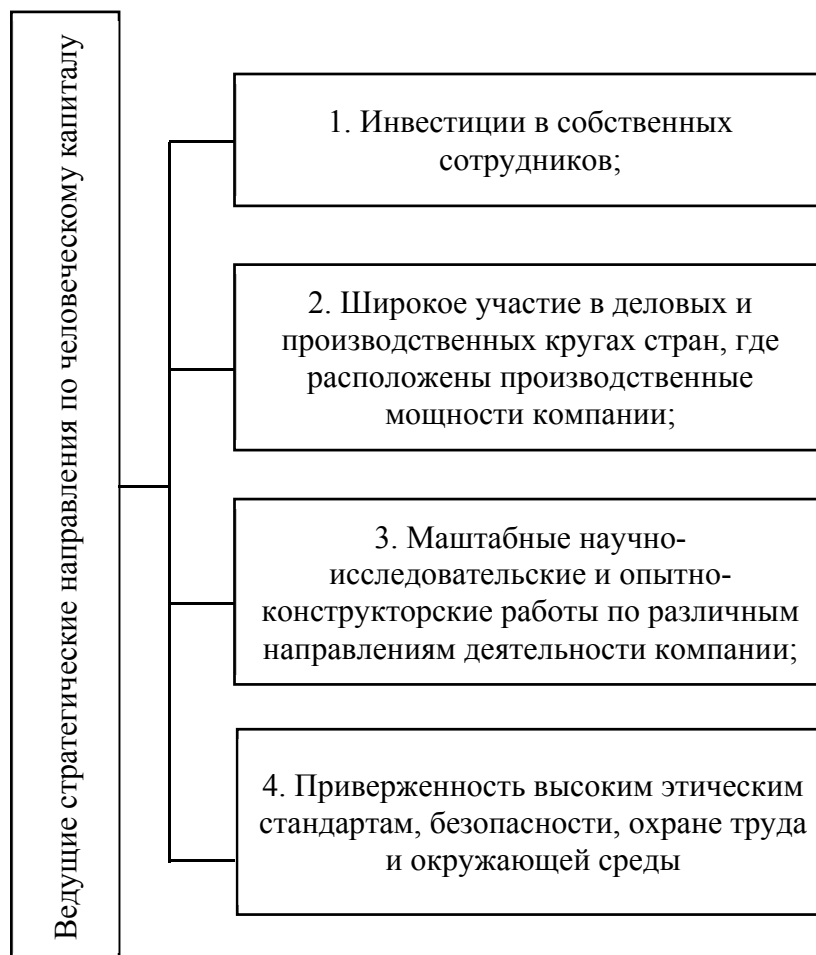 Ведущие стратегические направления по человеческому капиталу
1. Инвестиции в собственных
сотрудников;
2. Широкое участие в деловых и
производственных кругах стран, где
расположены производственные
мощности компании;
3. Маштабные научно-
исследовательские и опытно-
конструкторские работы по различным
направлениям деятельности компании;
4. Приверженность высоким этическим
стандартам, безопасности, охране труда
и окружающей среды